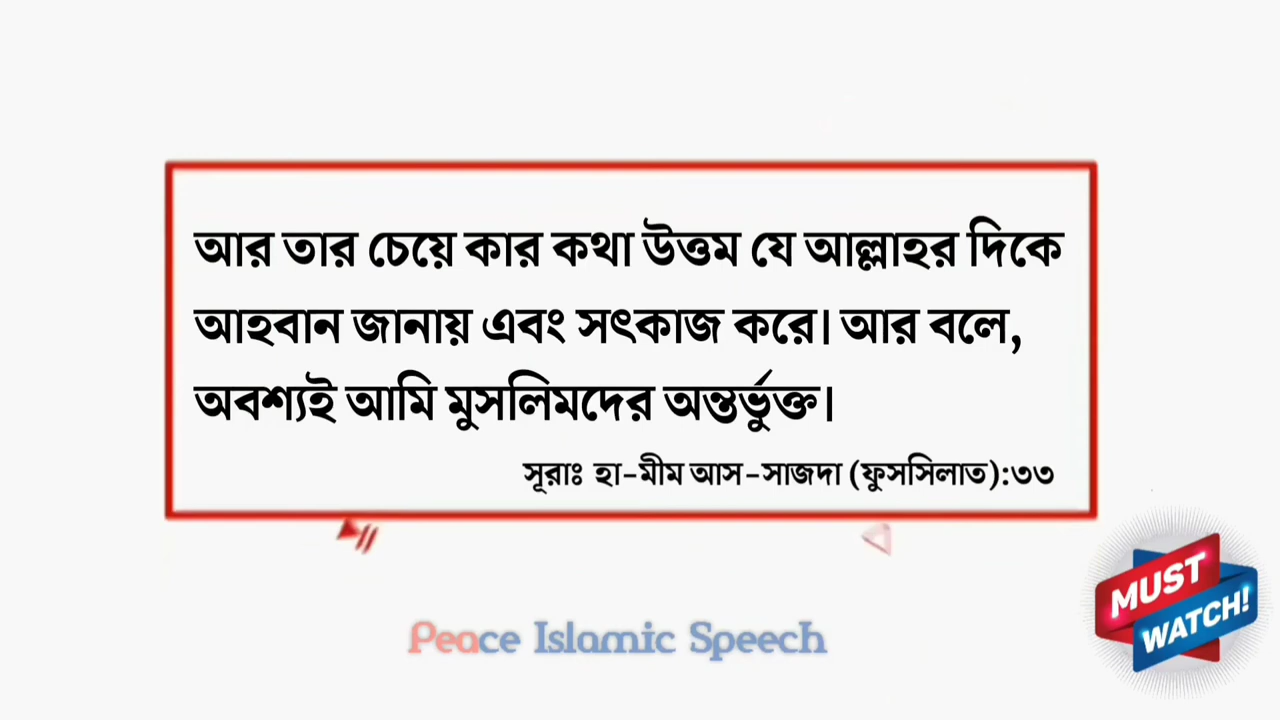 আর তার চেয়ে কার কথা উত্তম যে আল্লাহর দিকে
আহবান জানায় এবং সৎকাজ করে। আর বলে,
অবশ্যই আমি মুসলিমদের অন্তর্ভুক্ত।
সূরাঃ হা-মীম আস-সাজদা (ফুসসিলাত):৩৩
Peace Islamic Speech
MUST
WATCH!